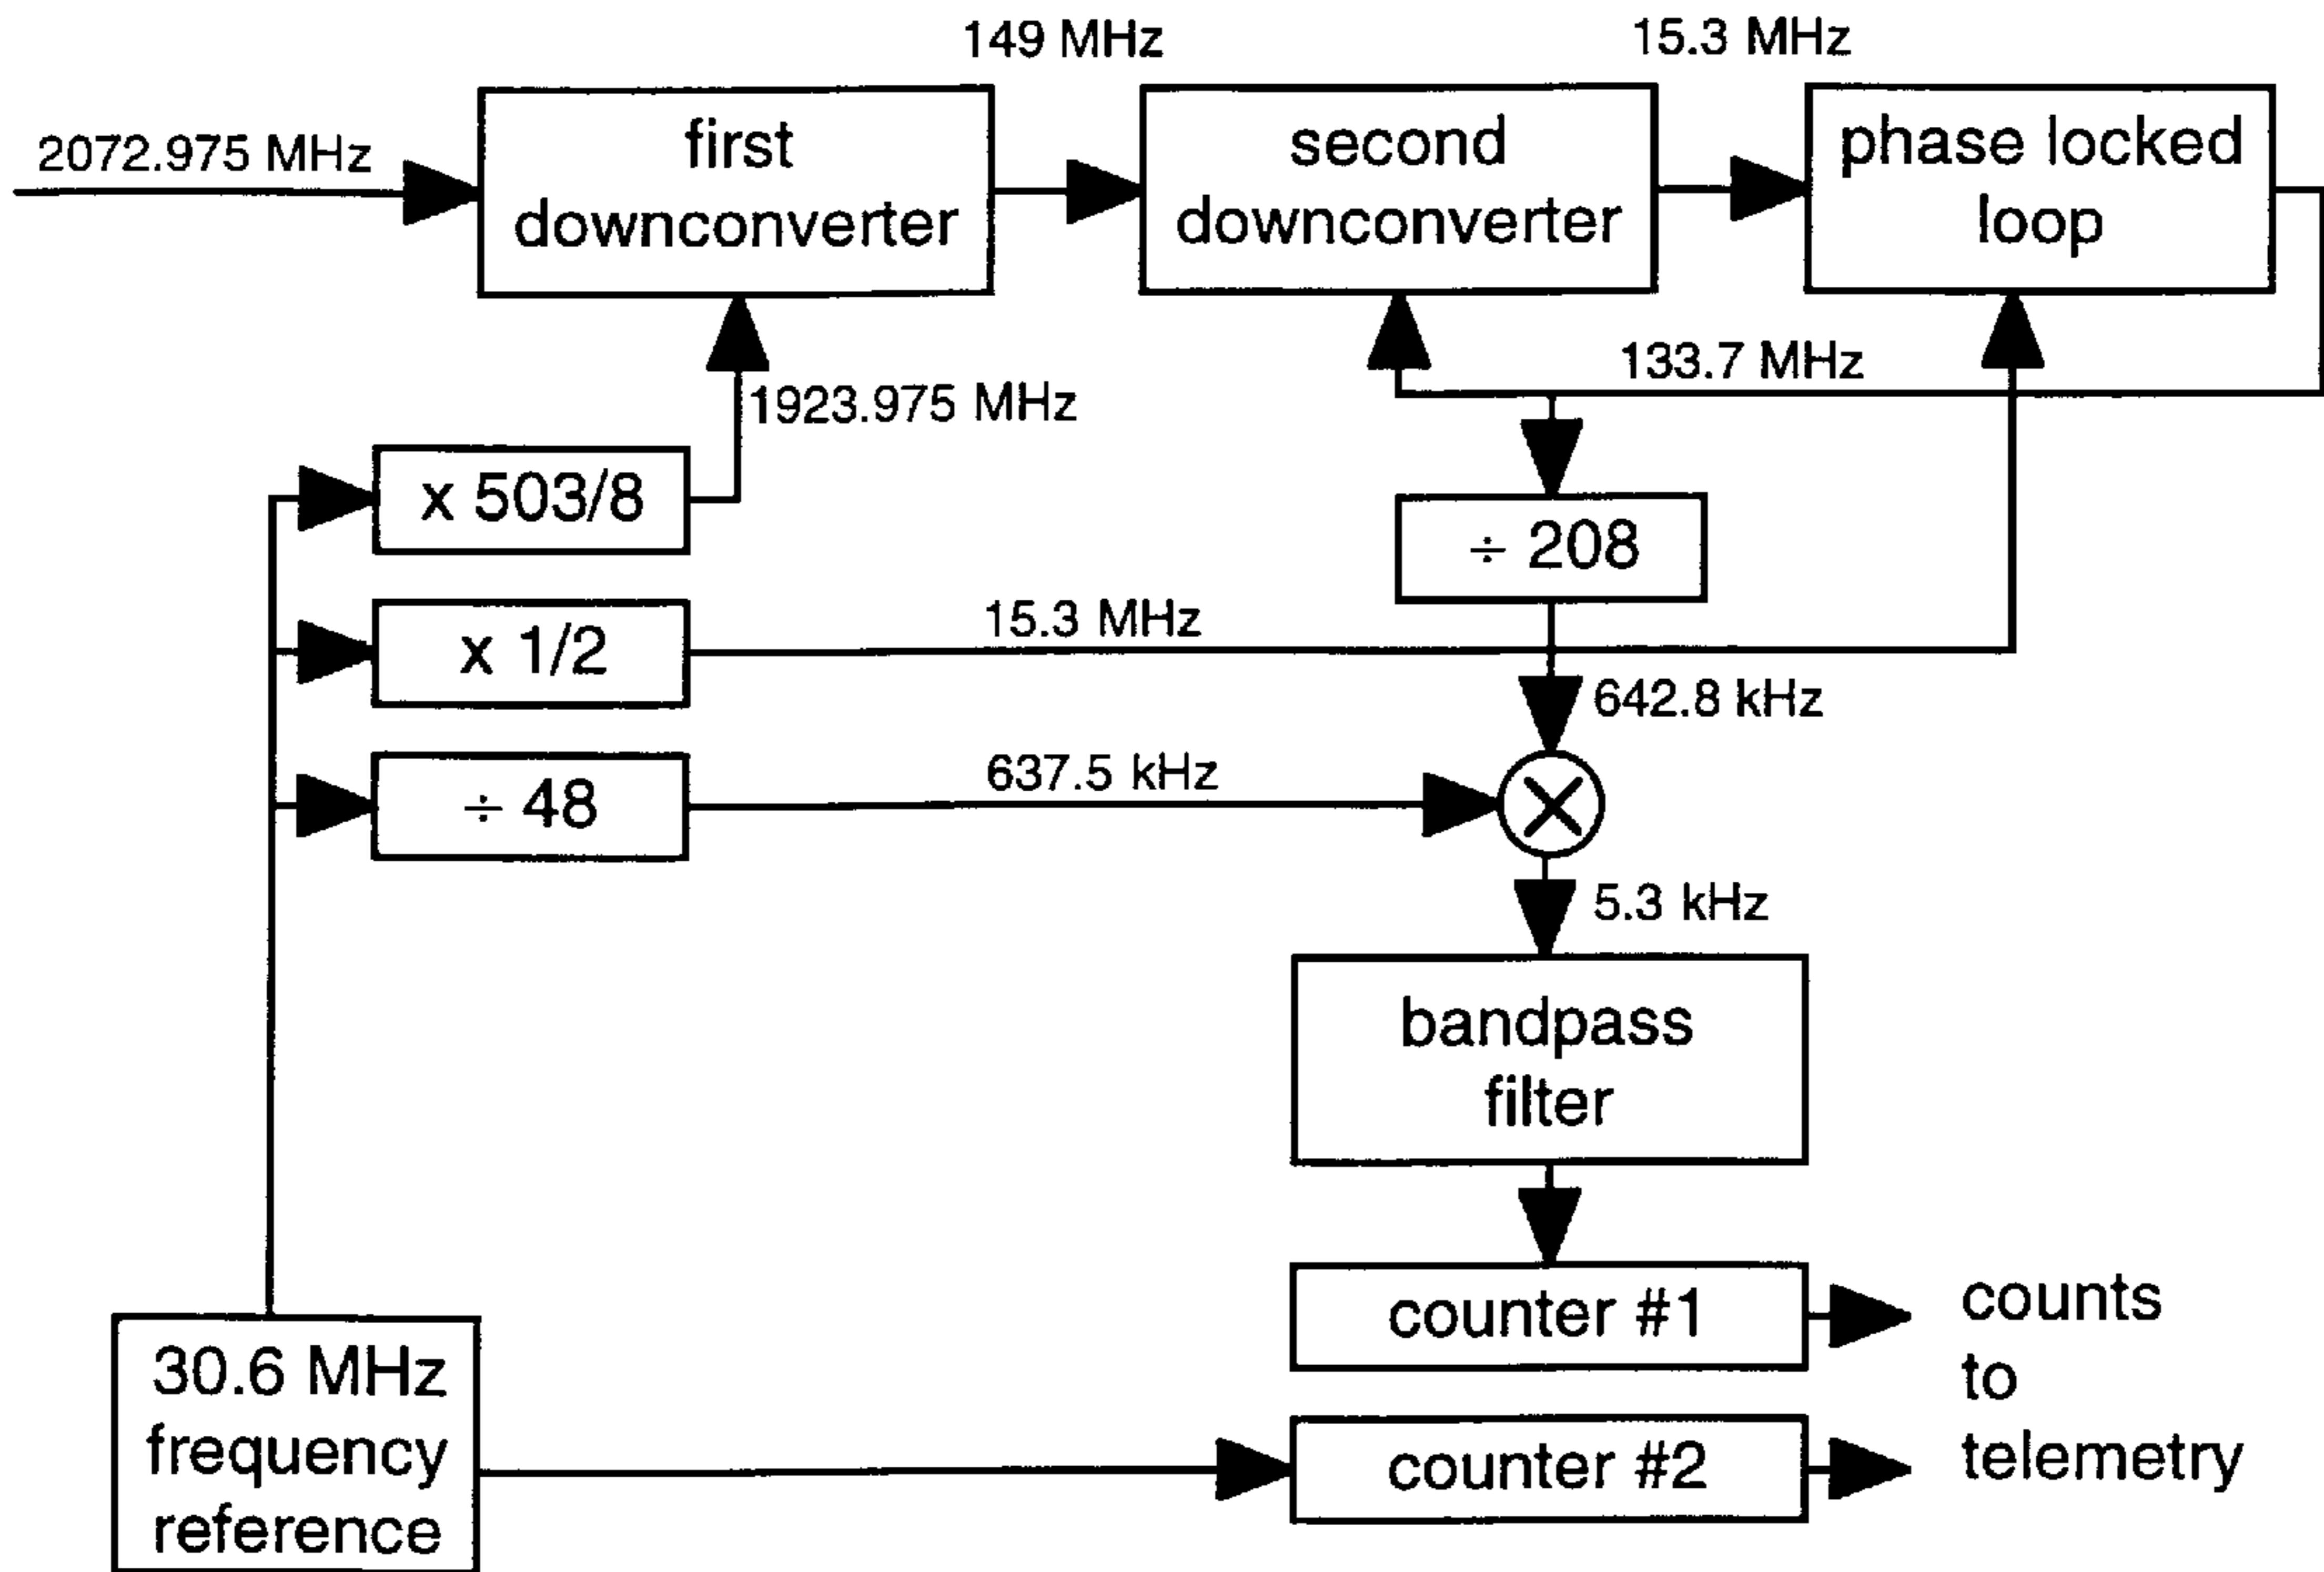 149 MHz
15.3 MHz
2072.975 MHz
first
downconverter
second
downconverter
phase locked
loop
133.7 MHz
1923.975 MHz
x 503/8
÷ 208
x 1/2
15.3 MHz
642.8 kHz
÷ 48
637.5 kHz
5.3 kHz
bandpass
filter
counter #1
counts
to
telemetry
30.6 MHz
frequency
reference
counter #2